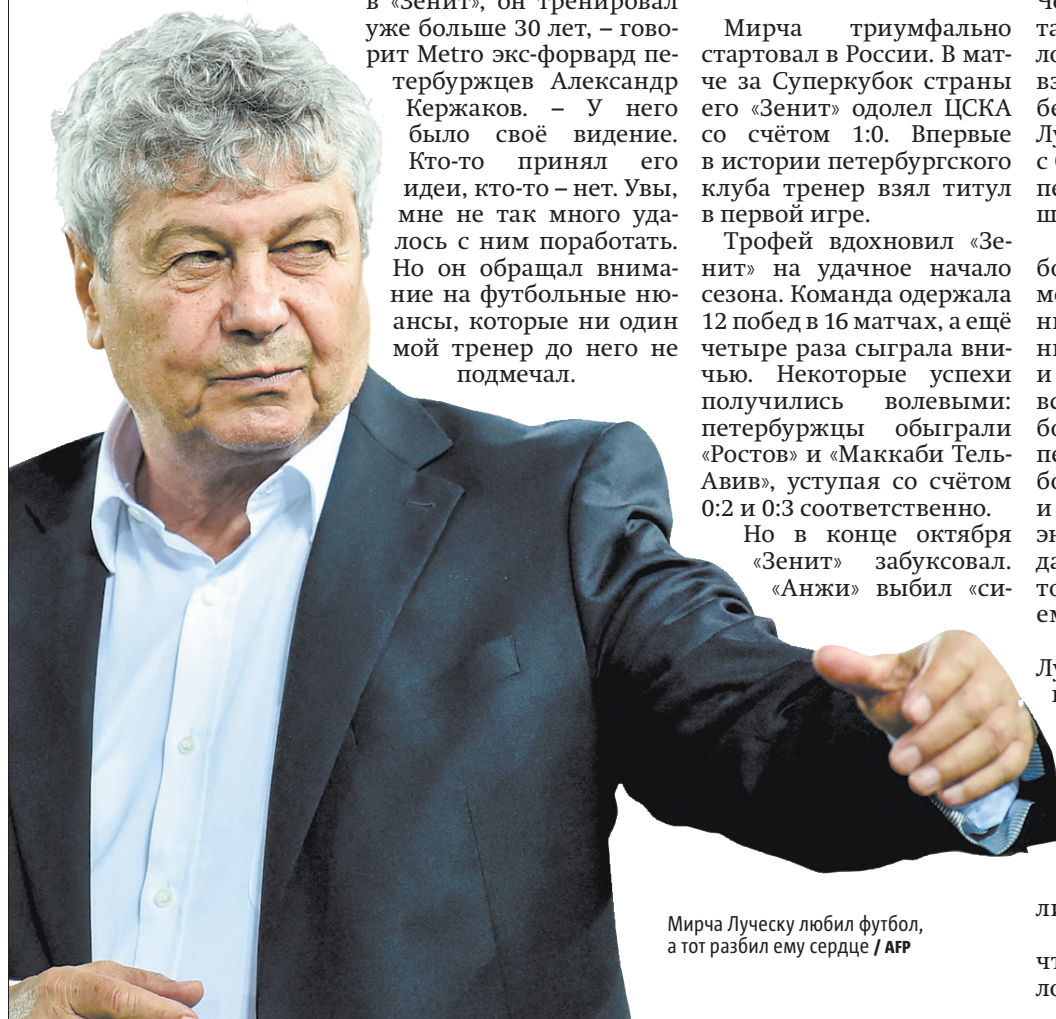 в «Зенит», он тренировал
уже больше 30 лет, – гово-
рит Metro экс-форвард пе-
тербуржцев Александр
Кержаков. – У него
было своё видение.
Кто-то принял его
идеи, кто-то – нет. Увы,
мне не так много уда-
лось с ним поработать.
Но он обращал внима-
ние на футбольные ню-
ансы, которые ни один
мой тренер до него не
подмечал.
Мирча триумфально
стартовал в России. В мат-
че за Суперкубок страны
его «Зенит» одолел ЦСКА
со счётом 1:0. Впервые
в истории петербургского
клуба тренер взял титул
в первой игре.
Трофей вдохновил «Зе-
нит» на удачное начало
сезона. Команда одержала
12 побед в 16 матчах, а ещё
четыре раза сыграла вни-
чью. Некоторые успехи
получились волевыми:
петербуржцы обыграли
«Ростов» и «Маккаби Тель-
Авив», уступая со счётом
0:2 и 0:3 соответственно.
Но в конце октября
«Зенит» забуксовал.
«Анжи» выбил «си-
Мирча Луческу любил футбол,
а тот разбил ему сердце / AFP